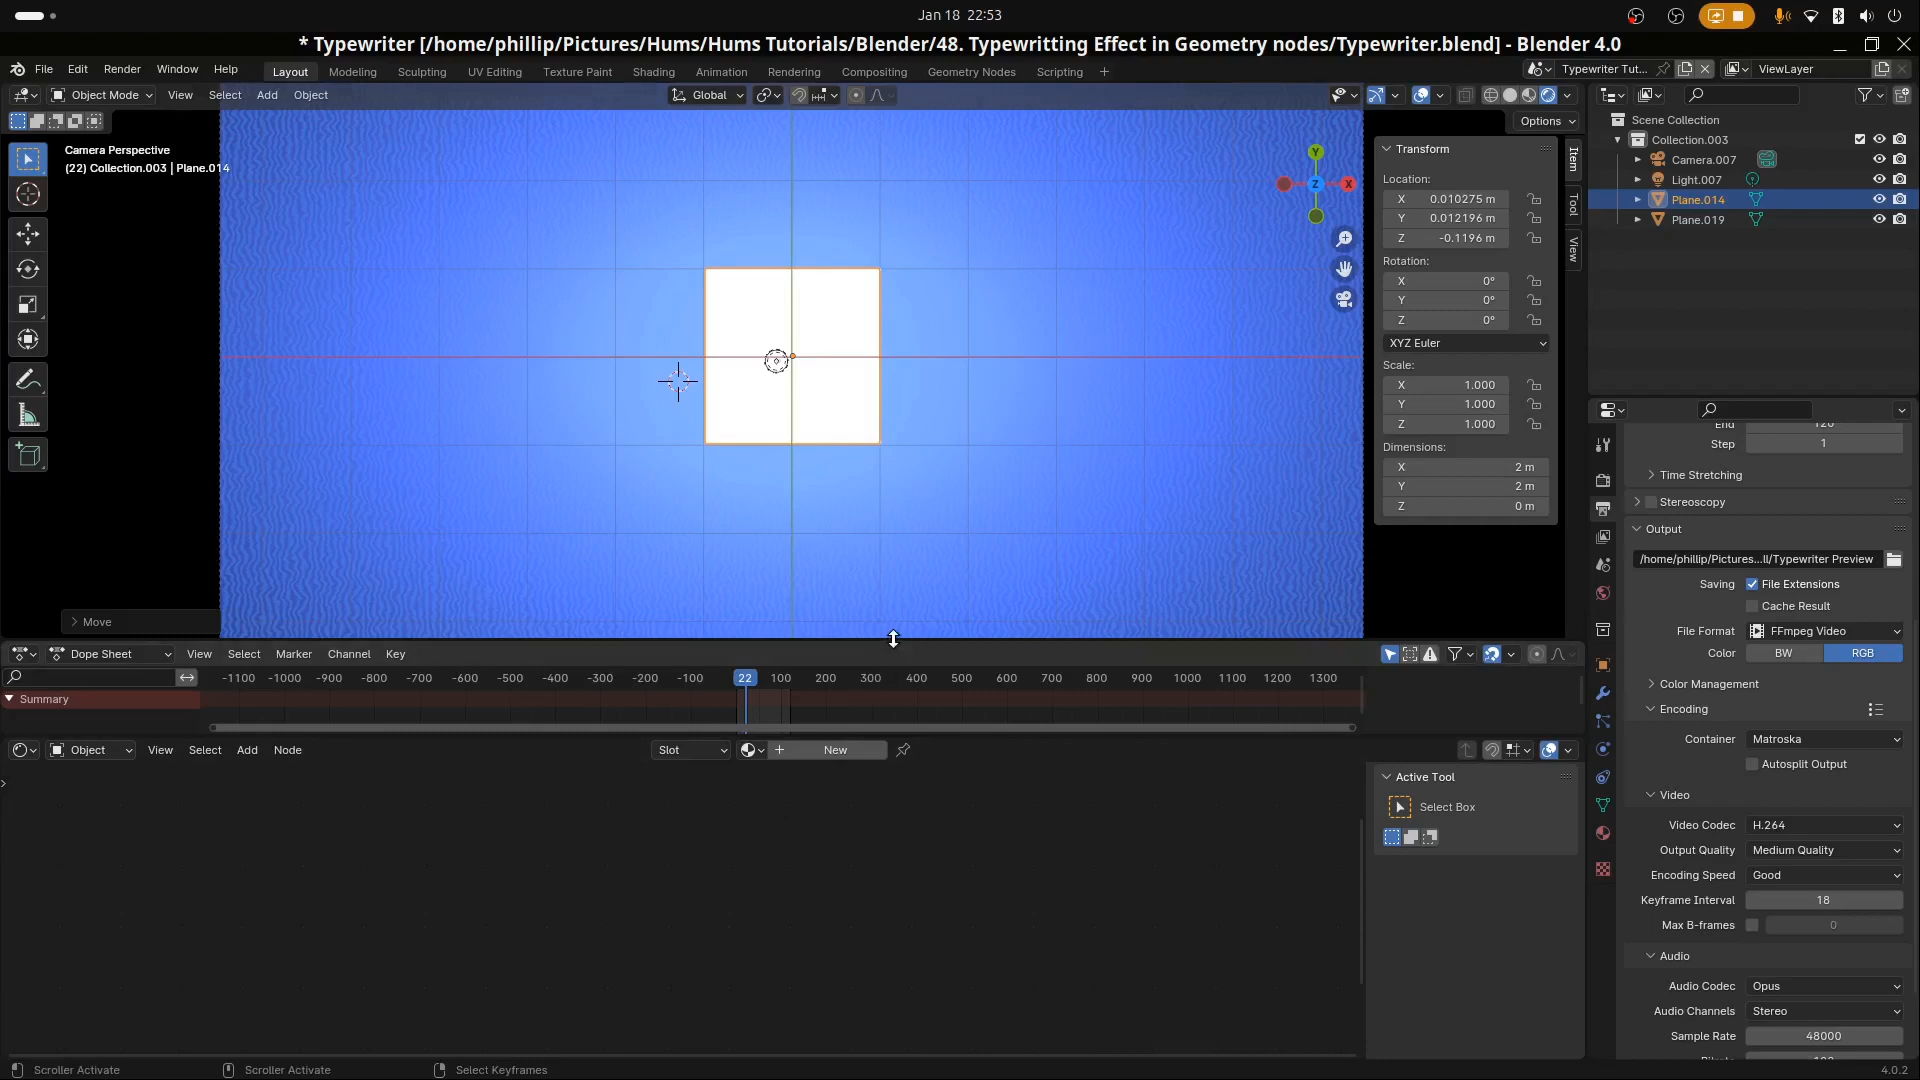 Jan 18 22:53
* Typewriter [/home/phillip/Pictures/Hums/Hums Tutorials/Blender/48. Typewritting Effect in Geometry nodes/Typewriter.blend] - Blender 4.0
File Edit Render Window Help Layout Modeling Sculpting UV Editing Texture Paint Shading Animation Rendering Compositing Geometry Nodes Scripting + Typewriter Tut... ViewLayer
Object Mode View Select Add Object Global
Options
Camera Perspective
(22) Collection.003 | Plane.014
Y
Z
X
Transform
Location:
X 0.010275 m
Y 0.012196 m
Z -0.1196 m
Rotation:
X 0°
Y 0°
Z 0°
XYZ Euler
Scale:
X 1.000
Y 1.000
Z 1.000
Dimensions:
X 2 m
Y 2 m
Z 0 m
Item
Tool
View
Move
Scene Collection
Collection.003
Camera.007
Light.007
Plane.014
Plane.019
End 120
Step 1
Time Stretching
Stereoscopy
Output
/home/phillip/Pictures...ll/Typewriter Preview
Saving File Extensions
Cache Result
File Format FFmpeg Video
Color BW RGB
Color Management
Encoding
Container Matroska
Autosplit Output
Video
Video Codec H.264
Output Quality Medium Quality
Encoding Speed Good
Keyframe Interval 18
Max B-frames 0
Audio
Audio Codec Opus
Audio Channels Stereo
Sample Rate 48000
Dope Sheet View Select Marker Channel Key
-1100 -1000 -900 -800 -700 -600 -500 -400 -300 -200 -100 22 100 200 300 400 500 600 700 800 900 1000 1100 1200 1300
Summary
Object View Select Add Node Slot New
Active Tool
Select Box
Scroller Activate Scroller Activate Select Keyframes 4.0.2